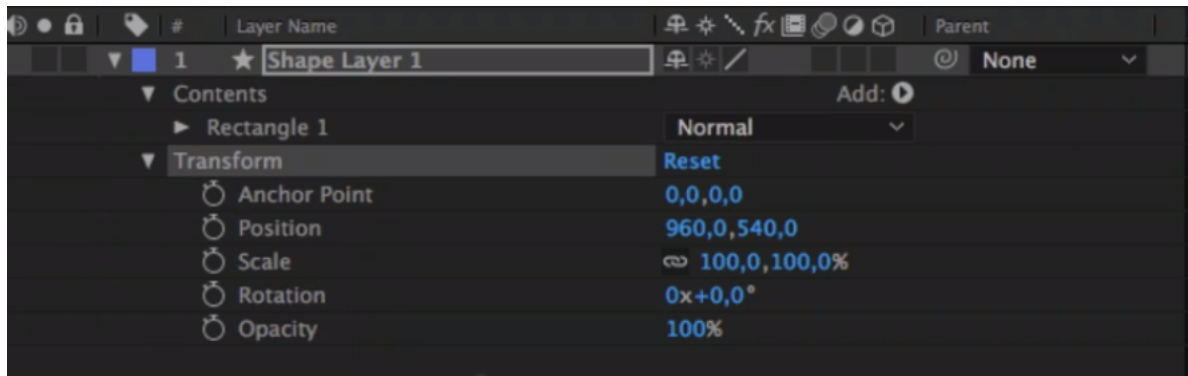 # Layer Name fx Parent
1 Shape Layer 1 None
Contents Add:
Rectangle 1 Normal
Transform Reset
Anchor Point 0,0,0,0
Position 960,0,540,0
Scale 100,0,100,0%
Rotation 0x+0,0°
Opacity 100%